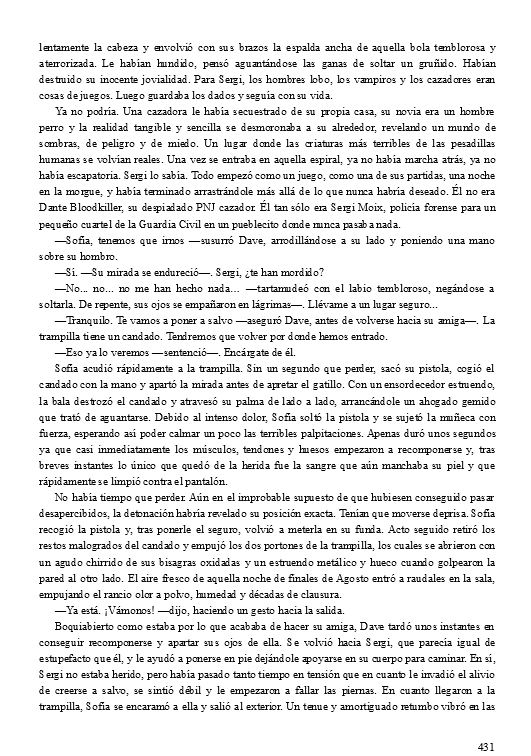 lentamente la cabeza y envolvió con sus brazos la espalda ancha de aquella bola temblorosa y
aterrorizada. Le habían hundido, pensó aguantándose las ganas de soltar un gruñido. Habían
destruido su inocente jovialidad. Para Sergi, los hombres lobo, los vampiros y los cazadores eran
cosas de juegos. Luego guardaba los dados y seguía con su vida.
Ya no podría. Una cazadora le había secuestrado de su propia casa, su novia era un hombre
perro y la realidad tangible y sencilla se desmoronaba a su alrededor, revelando un mundo de
sombras, de peligro y de miedo. Un lugar donde las criaturas más terribles de las pesadillas
humanas se volvían reales. Una vez se entraba en aquella espiral, ya no había marcha atrás, ya no
había escapatoria. Sergi lo sabía. Todo empezó como un juego, como una de sus partidas, una noche
en la morgue, y había terminado arrastrándole más allá de lo que nunca habría deseado. Él no era
Dante Bloodkiller, su despiadado PNJ cazador. Él tan sólo era Sergi Moix, policía forense para un
pequeño cuartel de la Guardia Civil en un pueblecito donde nunca pasaba nada.
—Sofía, tenemos que irnos —susurró Dave, arrodillándose a su lado y poniendo una mano
sobre su hombro.
—Sí. —Su mirada se endureció—. Sergi, ¿te han mordido?
—No... no... no me han hecho nada... —tartamudeó con el labio tembloroso, negándose a
soltarla. De repente, sus ojos se empañaron en lágrimas—. Llévame a un lugar seguro...
—Tranquilo. Te vamos a poner a salvo —aseguró Dave, antes de volverse hacia su amiga—. La
trampilla tiene un candado. Tendremos que volver por donde hemos entrado.
—Eso ya lo veremos —sentenció—. Encárgate de él.
Sofía acudió rápidamente a la trampilla. Sin un segundo que perder, sacó su pistola, cogió el
candado con la mano y apartó la mirada antes de apretar el gatillo. Con un ensordecedor estruendo,
la bala destrozó el candado y atravesó su palma de lado a lado, arrancándole un ahogado gemido
que trató de aguantarse. Debido al intenso dolor, Sofía soltó la pistola y se sujetó la muñeca con
fuerza, esperando así poder calmar un poco las terribles palpitaciones. Apenas duró unos segundos
ya que casi inmediatamente los músculos, tendones y huesos empezaron a recomponerse y, tras
breves instantes lo único que quedó de la herida fue la sangre que aún manchaba su piel y que
rápidamente se limpió contra el pantalón.
No había tiempo que perder. Aún en el improbable supuesto de que hubiesen conseguido pasar
desapercibidos, la detonación habría revelado su posición exacta. Tenían que moverse deprisa. Sofía
recogió la pistola y, tras ponerle el seguro, volvió a meterla en su funda. Acto seguido retiró los
restos malogrados del candado y empujó los dos portones de la trampilla, los cuales se abrieron con
un agudo chirrido de sus bisagras oxidadas y un estruendo metálico y hueco cuando golpearon la
pared al otro lado. El aire fresco de aquella noche de finales de Agosto entró a raudales en la sala,
empujando el rancio olor a polvo, humedad y décadas de clausura.
—Ya está. ¡Vámonos! —dijo, haciendo un gesto hacia la salida.
Boquiabierto como estaba por lo que acababa de hacer su amiga, Dave tardó unos instantes en
conseguir recomponerse y apartar sus ojos de ella. Se volvió hacia Sergi, que parecía igual de
estupefacto que él, y le ayudó a ponerse en pie dejándole apoyarse en su cuerpo para caminar. En sí,
Sergi no estaba herido, pero había pasado tanto tiempo en tensión que en cuanto le invadió el alivio
de creerse a salvo, se sintió débil y le empezaron a fallar las piernas. En cuanto llegaron a la
trampilla, Sofía se encaramó a ella y salió al exterior. Un tenue y amortiguado retumbo vibró en las
431